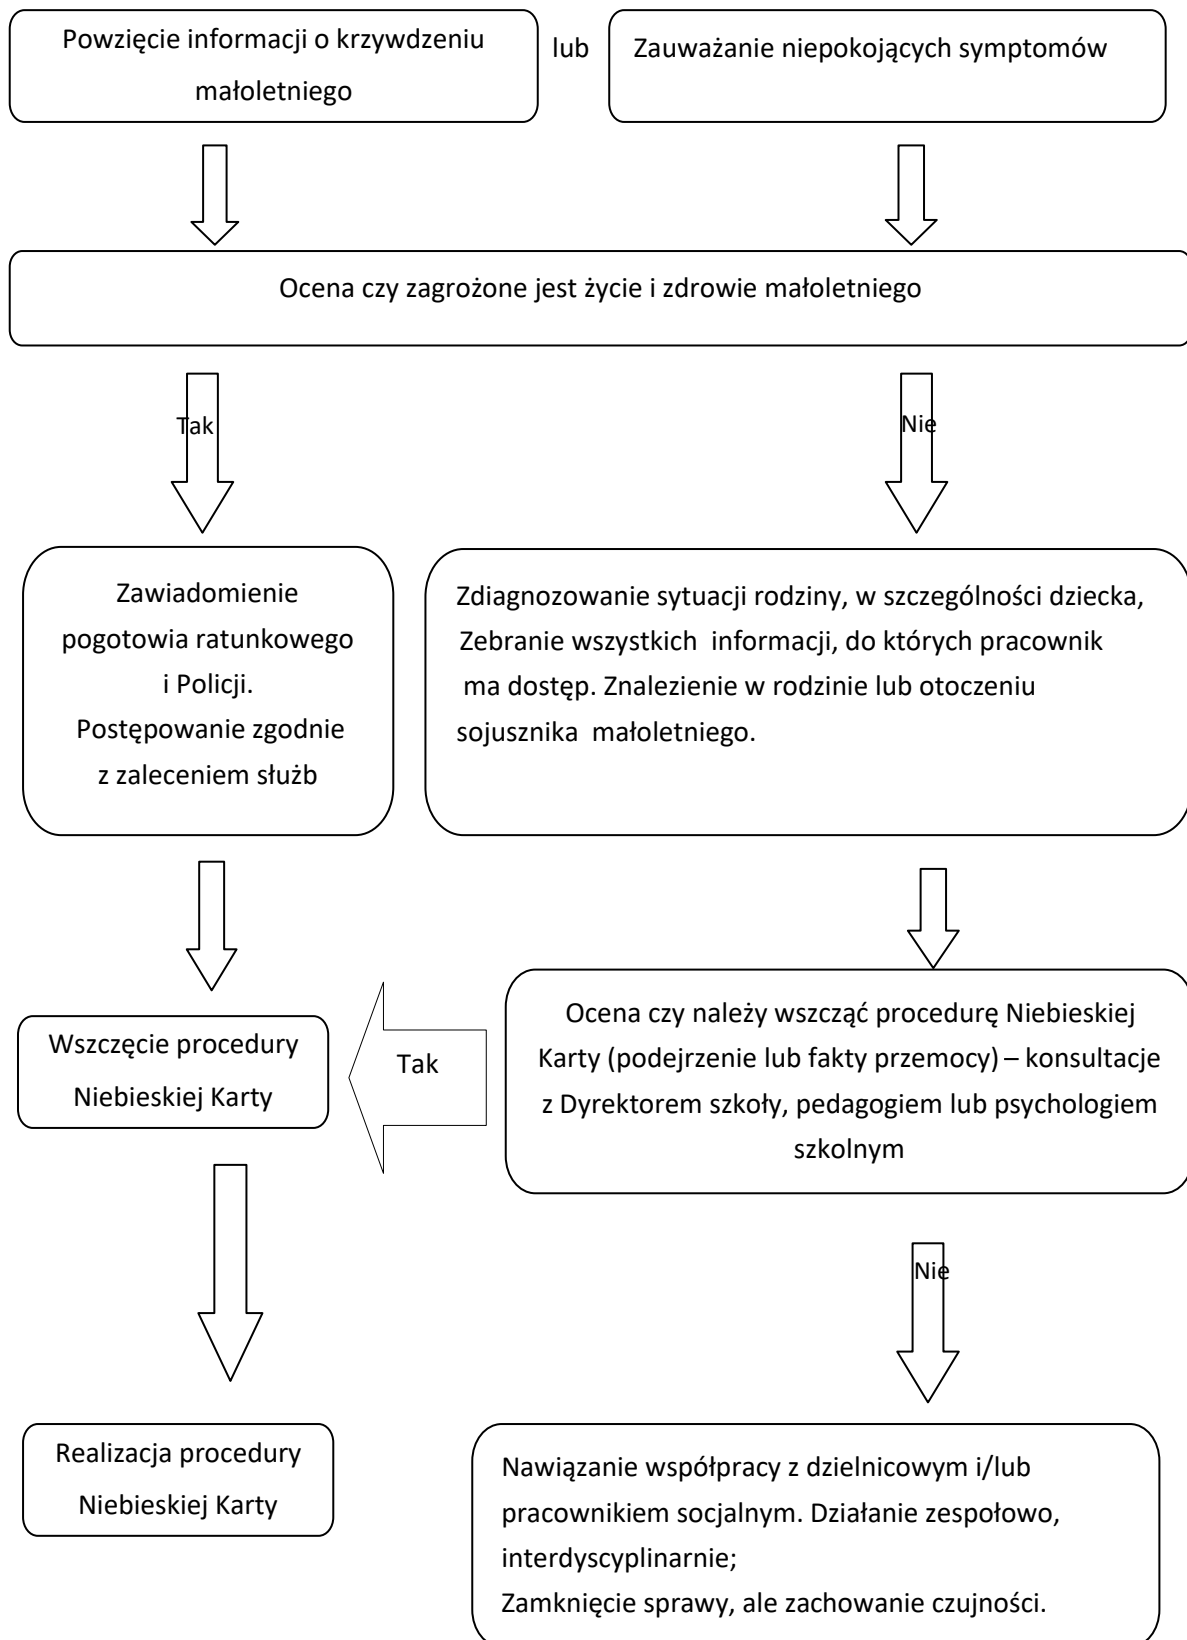 Powzięcie informacji o krzywdzeniu
małoletniego
lub
Zauważanie niepokojących symptomów
Ocena czy zagrożone jest życie i zdrowie małoletniego
Tak
Nie
Zawiadomienie
pogotowia ratunkowego
i Policji.
Postępowanie zgodnie
z zaleceniem służb
Zdiagnozowanie sytuacji rodziny, w szczególności dziecka,
Zebranie wszystkich informacji, do których pracownik
ma dostęp. Znalezienie w rodzinie lub otoczeniu
sojusznika małoletniego.
Wszczęcie procedury
Niebieskiej Karty
Tak
Ocena czy należy wszcząć procedurę Niebieskiej
Karty (podejrzenie lub fakty przemocy) – konsultacje
z Dyrektorem szkoły, pedagogiem lub psychologiem
szkolnym
Nie
Realizacja procedury
Niebieskiej Karty
Nawiązanie współpracy z dzielnicowym i/lub
pracownikiem socjalnym. Działanie zespołowo,
interdyscyplinarnie;
Zamknięcie sprawy, ale zachowanie czujności.